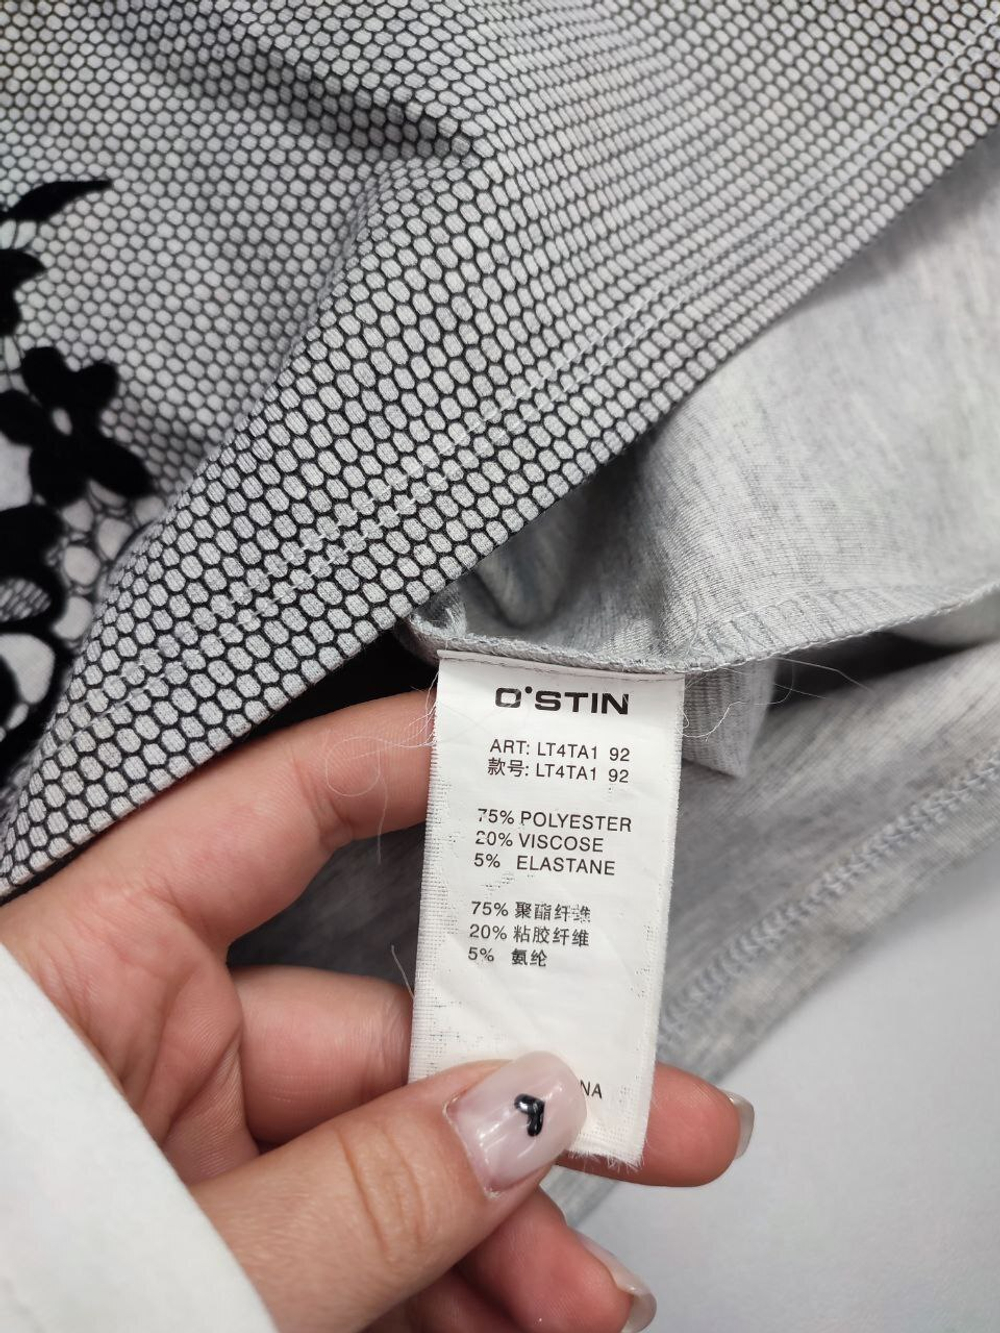 O'STIN
ART: LT4TA1 92
款号: LT4TA1 92
75% POLYESTER
20% VISCOSE
5% ELASTANE
75% 聚酯纤维
20% 粘胶纤维
5% 氨纶